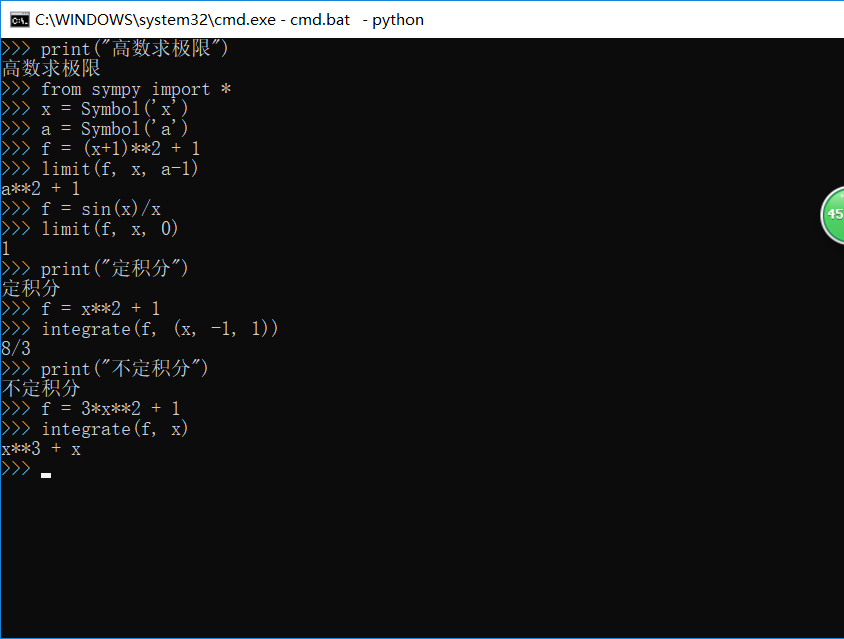 C:\WINDOWS\system32\cmd.exe - cmd.bat  - python
>>> print("高数求极限")
高数求极限
>>> from sympy import *
>>> x = Symbol('x')
>>> a = Symbol('a')
>>> f = (x+1)**2 + 1
>>> limit(f, x, a-1)
a**2 + 1
>>> f = sin(x)/x
>>> limit(f, x, 0)
1
>>> print("定积分")
定积分
>>> f = x**2 + 1
>>> integrate(f, (x, -1, 1))
8/3
>>> print("不定积分")
不定积分
>>> f = 3*x**2 + 1
>>> integrate(f, x)
x**3 + x
>>>
45